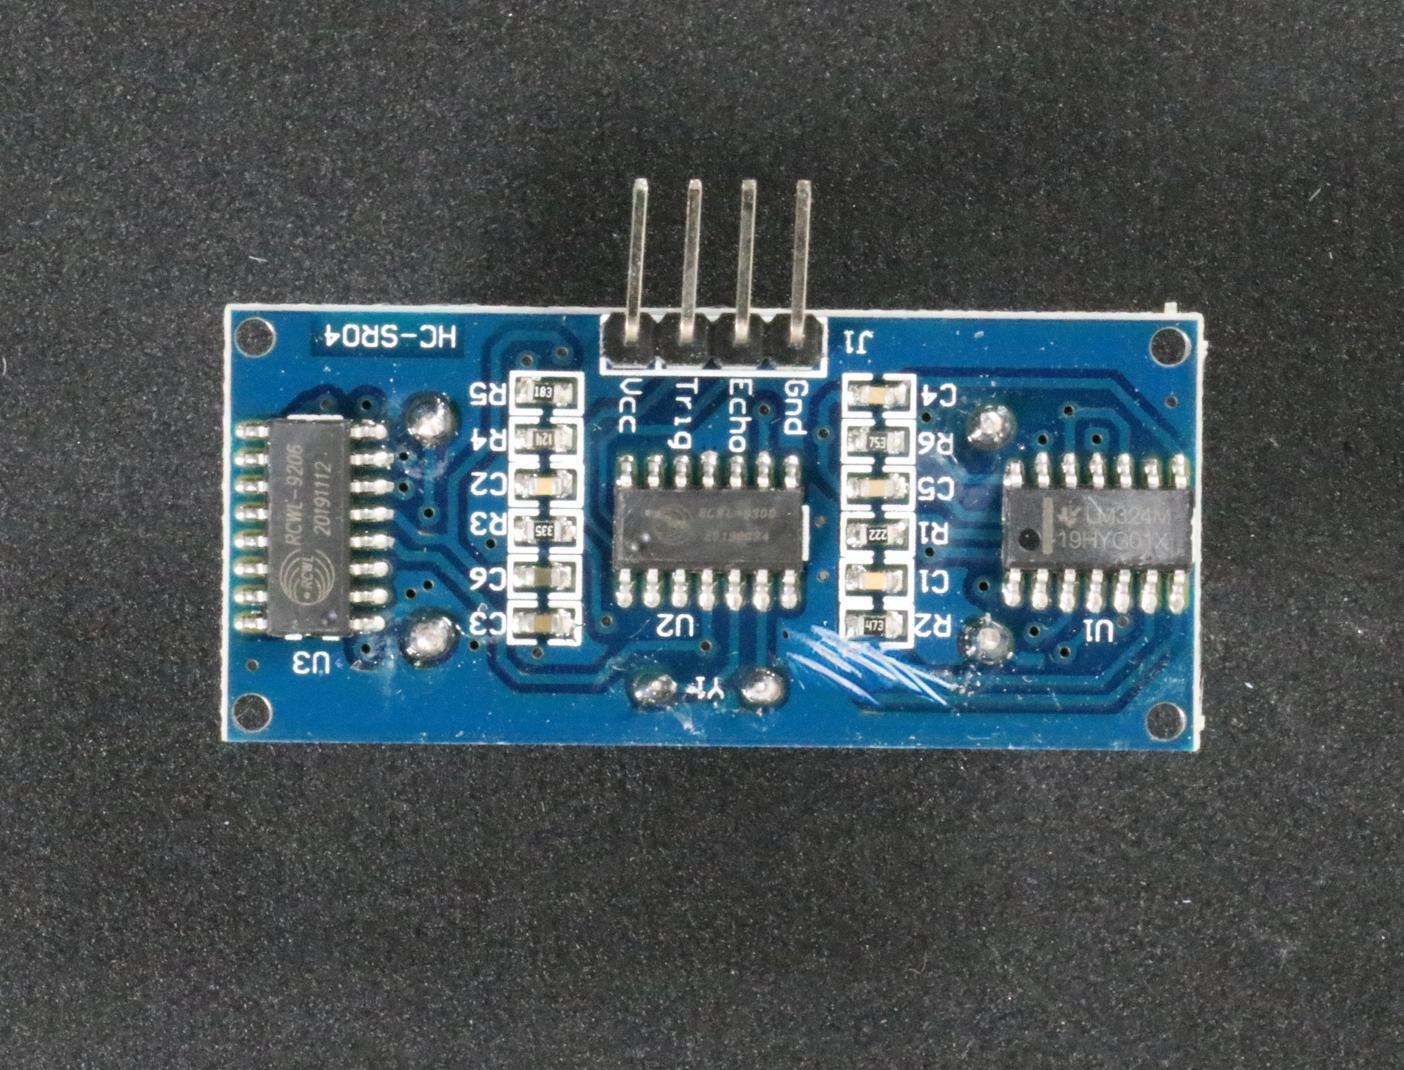 HC-SR04
J1
Vcc
Trig
Echo
Gnd
R5
183
R4
124
C2
R3
335
C6
C3
C4
R6
753
C5
R1
222
C1
R2
473
RCWL-9206
20191112
RCWL
U3
U2
Y1
LM324M
U1